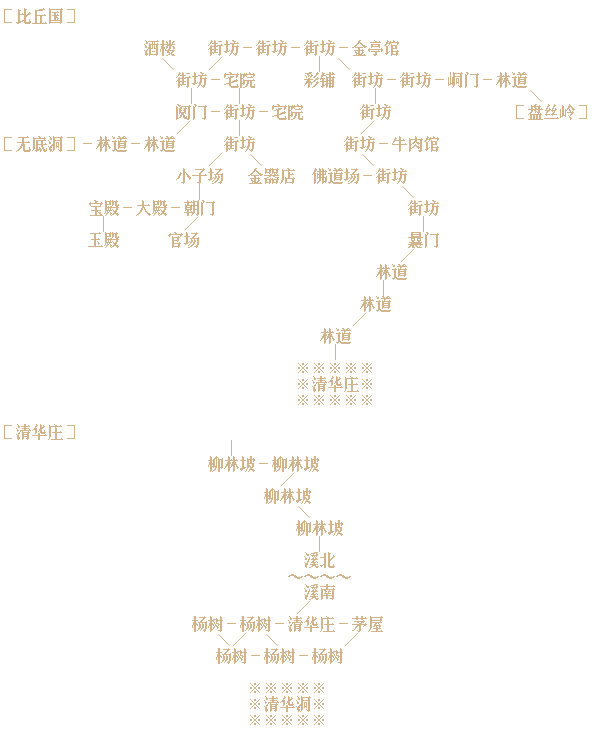 ［比丘国］
酒楼 街坊－街坊－街坊－金亭馆
街坊－宅院 彩铺 街坊－街坊－峒门－林道
阅门－街坊－宅院 街坊 ［盘丝岭］
［无底洞］－林道－林道 街坊 街坊－牛肉馆
小子场 金器店 佛道场－街坊
宝殿－大殿－朝门 街坊
玉殿 官场 曩门
林道
林道
林道
※※※※※
※清华庄※
※※※※※
［清华庄］
柳林坡－柳林坡
柳林坡
柳林坡
溪北
～～～～
溪南
杨树－杨树－清华庄－茅屋
杨树－杨树－杨树
※※※※※
※清华洞※
※※※※※